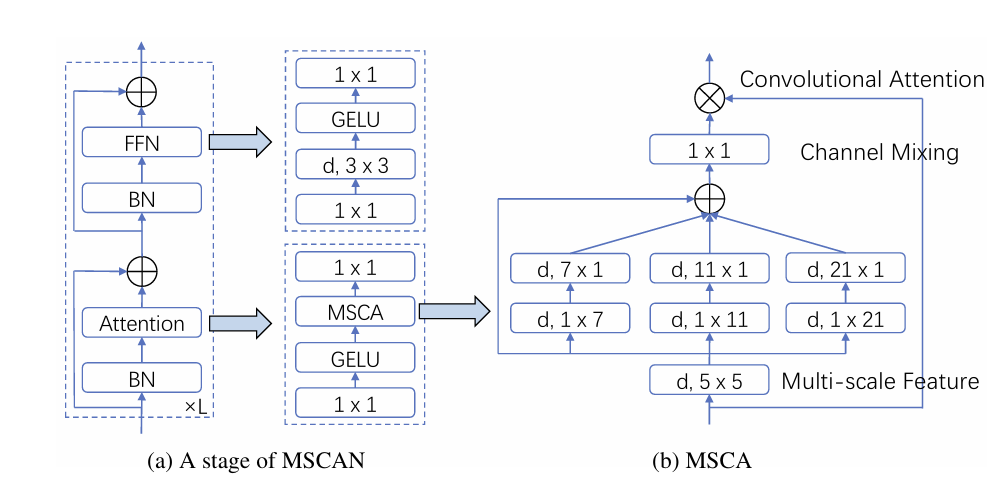 FFN
BN
Attention
BN
×L
1 x 1
GELU
d, 3 x 3
1 x 1
1 x 1
MSCA
GELU
1 x 1
(a) A stage of MSCAN
Convolutional Attention
1 x 1
Channel Mixing
d, 7 x 1
d, 11 x 1
d, 21 x 1
d, 1 x 7
d, 1 x 11
d, 1 x 21
d, 5 x 5
Multi-scale Feature
(b) MSCA